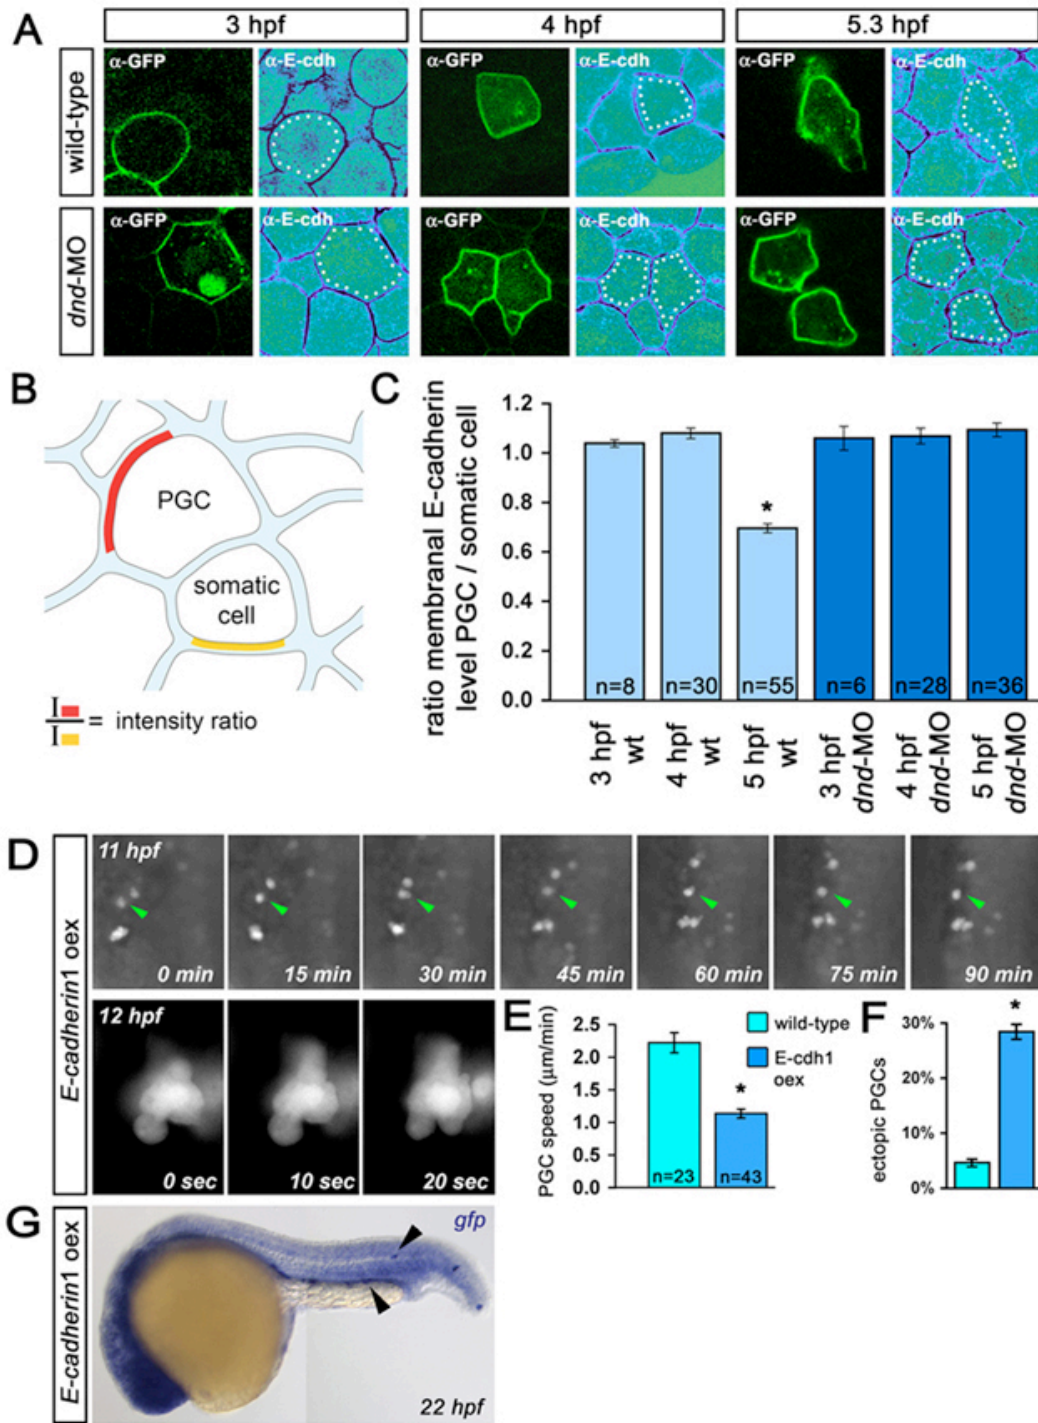 A
3 hpf
4 hpf
5.3 hpf
wild-type
α-GFP
α-E-cdh
α-GFP
α-E-cdh
α-GFP
α-E-cdh
dnd-MO
α-GFP
α-E-cdh
α-GFP
α-E-cdh
α-GFP
α-E-cdh
B
PGC
somatic
cell
I
I
= intensity ratio
C
ratio membranal E-cadherin
level PGC / somatic cell
1.2
1.0
0.8
0.6
0.4
0.2
0.0
*
n=8
n=30
n=55
n=6
n=28
n=36
3 hpf
wt
4 hpf
wt
5 hpf
wt
3 hpf
dnd-MO
4 hpf
dnd-MO
5 hpf
dnd-MO
D
E-cadherin1 oex
11 hpf
0 min
15 min
30 min
45 min
60 min
75 min
90 min
12 hpf
0 sec
10 sec
20 sec
E
PGC speed (μm/min)
2.5
2.0
1.5
1.0
0.5
0.0
*
n=23
n=43
wild-type
E-cdh1
oex
F
ectopic PGCs
30%
20%
10%
0%
*
G
E-cadherin1 oex
gfp
22 hpf